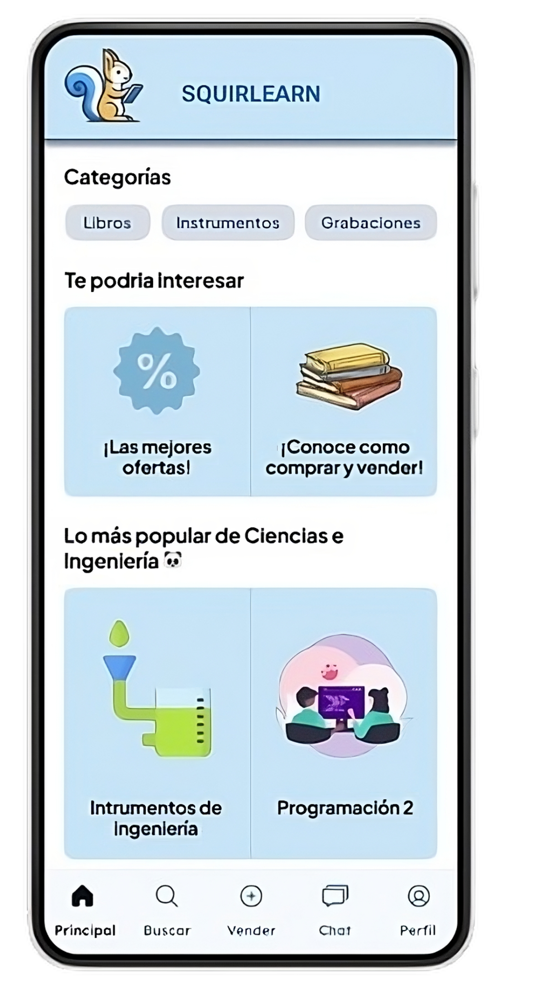 SQUIRLEARN
Categorías
Libros
Instrumentos
Grabaciones
Te podria interesar
%
¡Las mejores
ofertas!
¡Conoce como
comprar y vender!
Lo más popular de Ciencias e
Ingeniería 🐼
Intrumentos de
Ingeniería
Programación 2
Principal
Buscar
Vender
Chat
Perfil